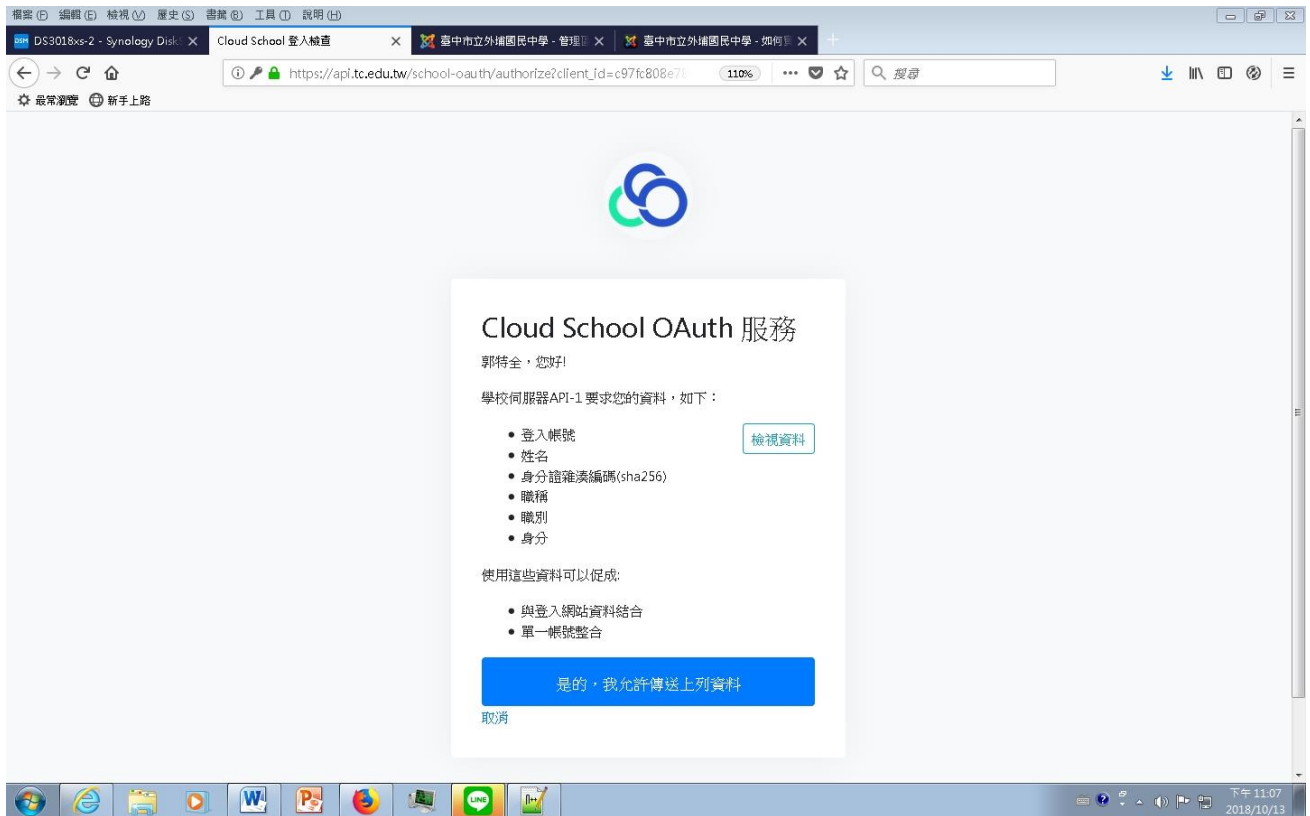 檔案(F) 編輯(E) 檢視(V) 歷史(S) 書籤(B) 工具(T) 說明(H)
DSM DS3018xs-2 - Synology Disk
Cloud School 登入檢查
臺中市立外埔國民中學 - 管理
臺中市立外埔國民中學 - 如何
https://api.tc.edu.tw/school-oauth/authorize?client_id=c97fc808e7 110% 搜尋
最常瀏覽 新手上路
Cloud School OAuth 服務
郭特全，您好!
學校伺服器API-1 要求您的資料，如下：
• 登入帳號
檢視資料
• 姓名
• 身分證雜湊編碼(sha256)
• 職稱
• 職別
• 身分
使用這些資料可以促成:
• 與登入網站資料結合
• 單一帳號整合
是的，我允許傳送上列資料
取消
LINE
下午 11:07
2018/10/13